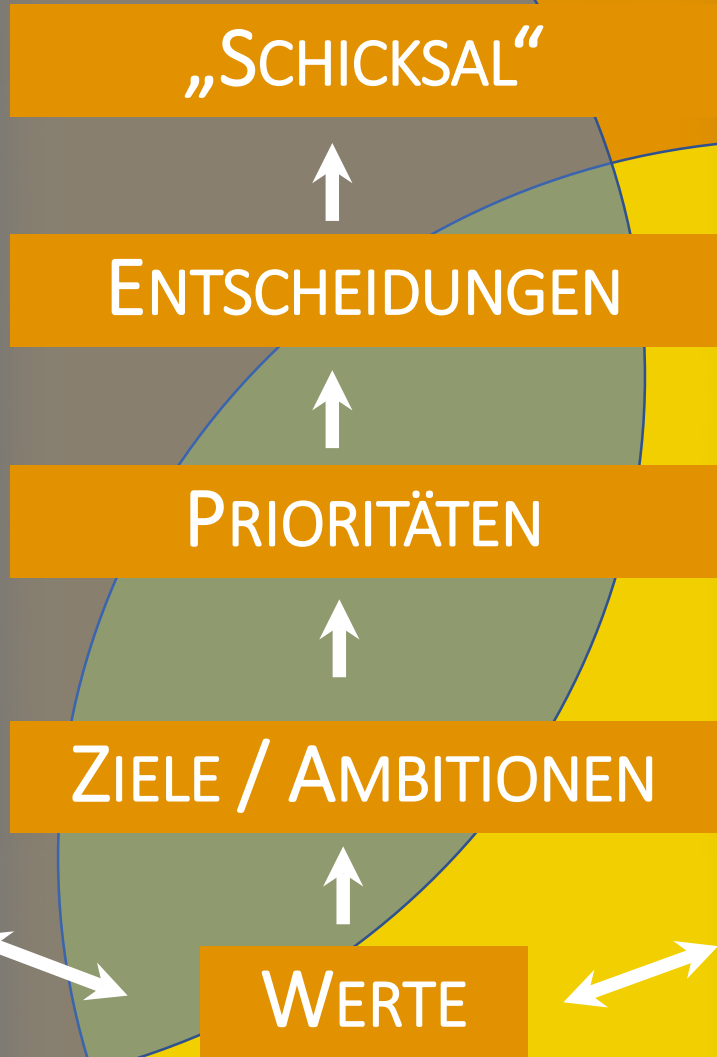 „Schicksal“
Entscheidungen
Prioritäten
Ziele / Ambitionen
Werte